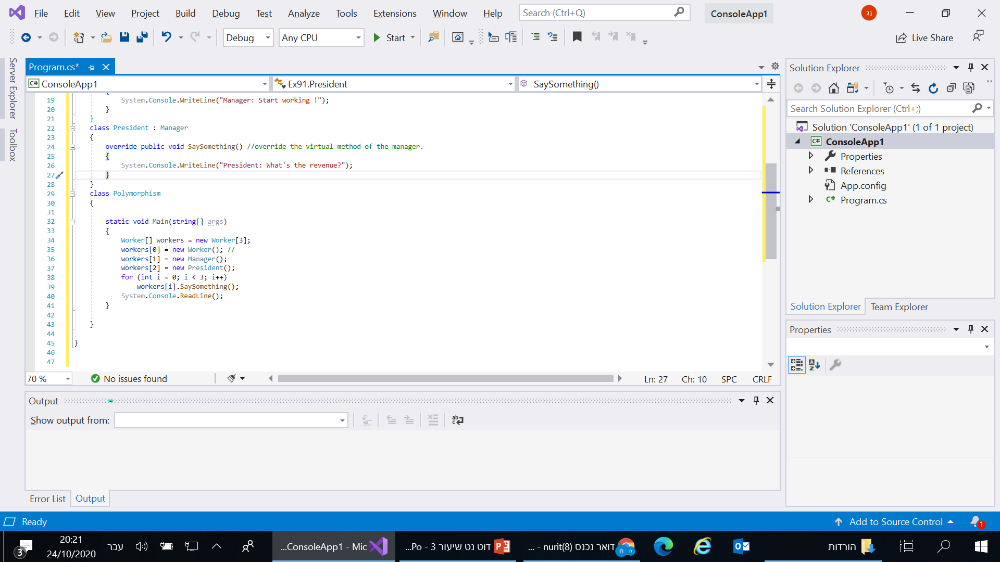 File Edit View Project Build Debug Test Analyze Tools Extensions Window Help Search (Ctrl+Q) ConsoleApp1 נג
Debug Any CPU Start Live Share
Server Explorer
Toolbox
Program.cs*
ConsoleApp1 Ex91.President SaySomething()
19 System.Console.WriteLine("Manager: Start working !");
20 }
21 }
22 class President : Manager
23 {
24 override public void SaySomething() //override the virtual method of the manager.
25 {
26 System.Console.WriteLine("President: What's the revenue?");
27 }
28 }
29 class Polymorphism
30 {
31
32 static void Main(string[] args)
33 {
34 Worker[] workers = new Worker[3];
35 workers[0] = new Worker(); //
36 workers[1] = new Manager();
37 workers[2] = new President();
38 for (int i = 0; i < 3; i++)
39 workers[i].SaySomething();
40 System.Console.ReadLine();
41 }
42
43 }
44
45 }
46
47
70 % No issues found Ln: 27 Ch: 10 SPC CRLF
Output
Show output from:
Error List Output
Solution Explorer
Search Solution Explorer (Ctrl+;)
Solution 'ConsoleApp1' (1 of 1 project)
C# ConsoleApp1
Properties
References
App.config
C# Program.cs
Solution Explorer Team Explorer
Properties
Ready Add to Source Control 1
3
20:21
24/10/2020
עבר
...ConsoleApp1 - Mic
דוט נט שיעור 3 - Po...
דואר נכנס (8) nurit - ...
הורדות